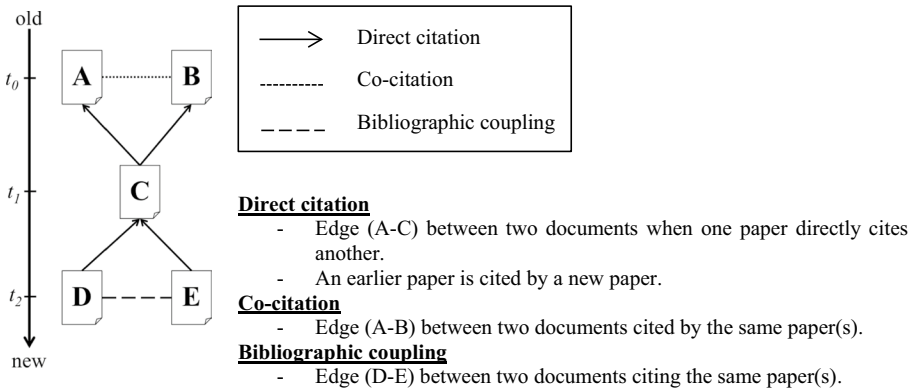 old
t0
A
B
t1
C
t2
D
E
new
Direct citation
Co-citation
Bibliographic coupling
Direct citation
- Edge (A-C) between two documents when one paper directly cites
another.
- An earlier paper is cited by a new paper.
Co-citation
- Edge (A-B) between two documents cited by the same paper(s).
Bibliographic coupling
- Edge (D-E) between two documents citing the same paper(s).